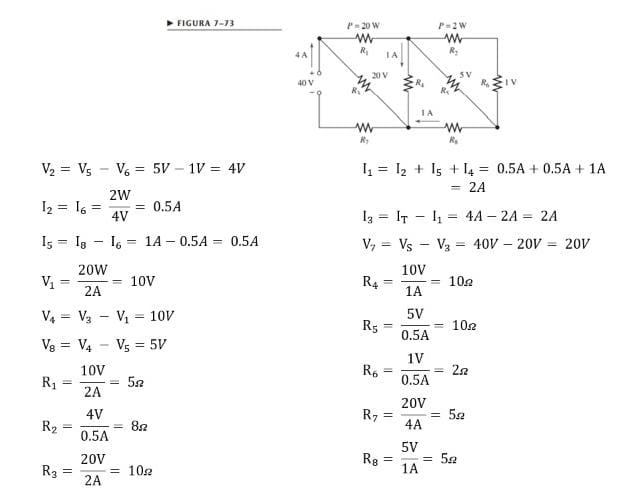 ▶ FIGURA 7–73
P = 20 W
P = 2 W
R₁
R₂
4 A
1 A
40 V
+
−
20 V
R₃
R₄
5 V
R₅
R₆
1 V
1 A
R₇
R₈
V₂ = V₅ − V₆ = 5V − 1V = 4V
I₂ = I₆ = 2W / 4V = 0.5A
I₅ = I₈ − I₆ = 1A − 0.5A = 0.5A
V₁ = 20W / 2A = 10V
V₄ = V₃ − V₁ = 10V
V₈ = V₄ − V₅ = 5V
R₁ = 10V / 2A = 5Ω
R₂ = 4V / 0.5A = 8Ω
R₃ = 20V / 2A = 10Ω
I₁ = I₂ + I₅ + I₄ = 0.5A + 0.5A + 1A
= 2A
I₃ = I_T − I₁ = 4A − 2A = 2A
V₇ = V_S − V₃ = 40V − 20V = 20V
R₄ = 10V / 1A = 10Ω
R₅ = 5V / 0.5A = 10Ω
R₆ = 1V / 0.5A = 2Ω
R₇ = 20V / 4A = 5Ω
R₈ = 5V / 1A = 5Ω